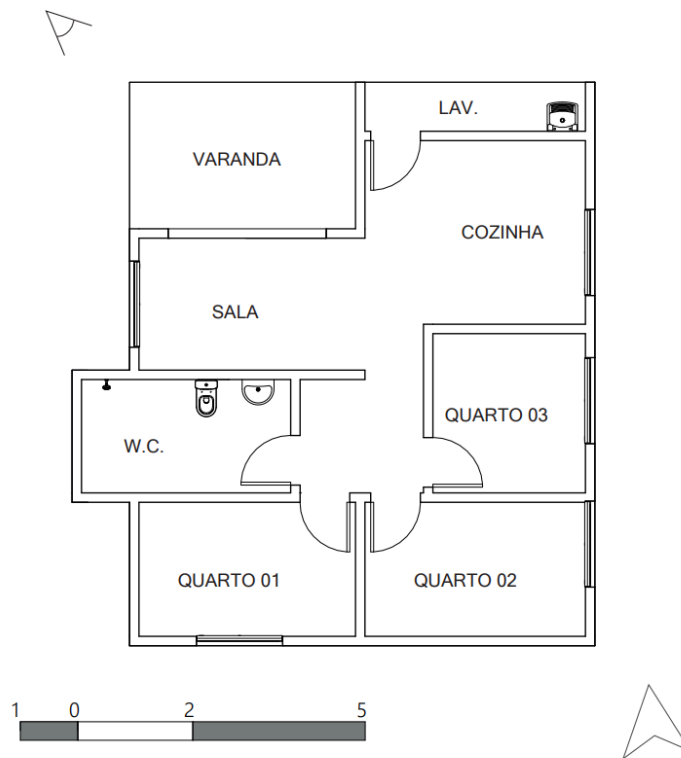 LAV.
VARANDA
COZINHA
SALA
QUARTO 03
W.C.
QUARTO 01
QUARTO 02
1 0 2 5